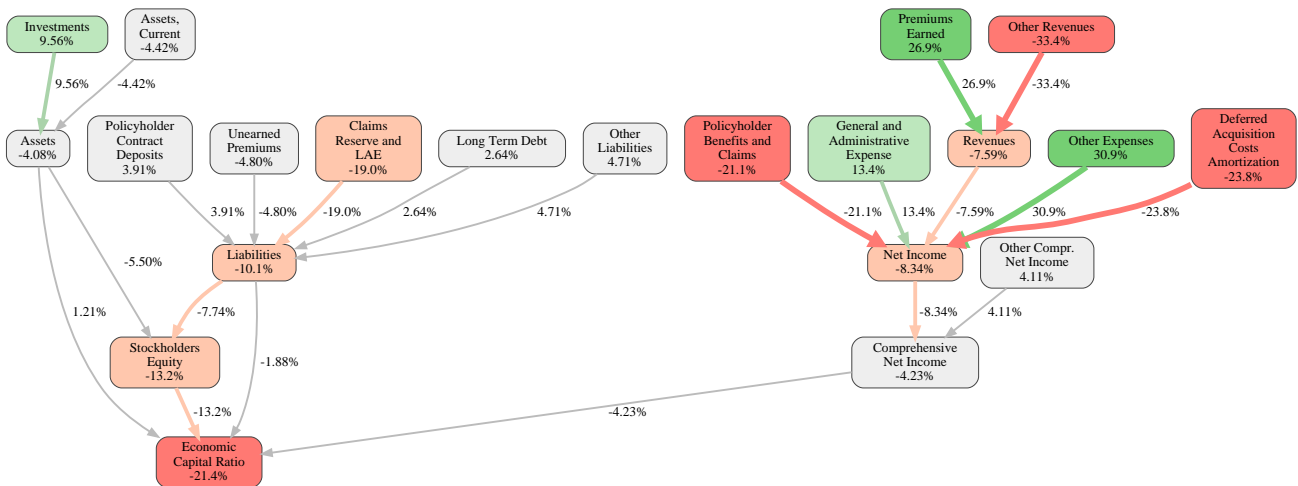 Investments
9.56%
Assets,
Current
-4.42%
Premiums
Earned
26.9%
Other Revenues
-33.4%
9.56%
-4.42%
26.9%
-33.4%
Assets
-4.08%
Policyholder
Contract
Deposits
3.91%
Unearned
Premiums
-4.80%
Claims
Reserve and
LAE
-19.0%
Long Term Debt
2.64%
Other
Liabilities
4.71%
Policyholder
Benefits and
Claims
-21.1%
General and
Administrative
Expense
13.4%
Revenues
-7.59%
Other Expenses
30.9%
Deferred
Acquisition
Costs
Amortization
-23.8%
3.91%
-4.80%
-19.0%
2.64%
4.71%
-21.1%
13.4%
-7.59%
30.9%
-23.8%
Liabilities
-10.1%
Net Income
-8.34%
Other Compr.
Net Income
4.11%
-5.50%
1.21%
-7.74%
-1.88%
-8.34%
4.11%
Stockholders
Equity
-13.2%
Comprehensive
Net Income
-4.23%
-13.2%
-4.23%
Economic
Capital Ratio
-21.4%